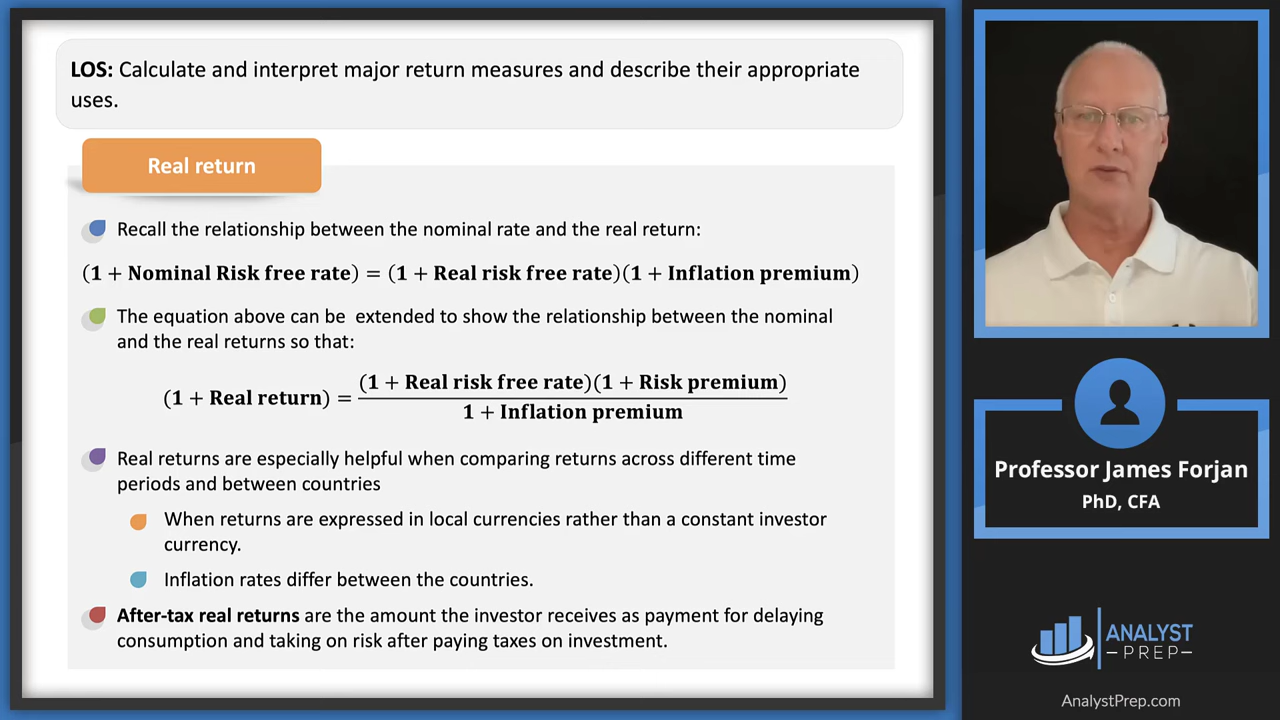 LOS: Calculate and interpret major return measures and describe their appropriate
uses.
Real return
Recall the relationship between the nominal rate and the real return:
(1 + Nominal Risk free rate) = (1 + Real risk free rate)(1 + Inflation premium)
The equation above can be extended to show the relationship between the nominal
and the real returns so that:
(1 + Real return) = (1 + Real risk free rate)(1 + Risk premium)
1 + Inflation premium
Real returns are especially helpful when comparing returns across different time
periods and between countries
When returns are expressed in local currencies rather than a constant investor
currency.
Inflation rates differ between the countries.
After-tax real returns are the amount the investor receives as payment for delaying
consumption and taking on risk after paying taxes on investment.
Professor James Forjan
PhD, CFA
ANALYST
PREP
AnalystPrep.com